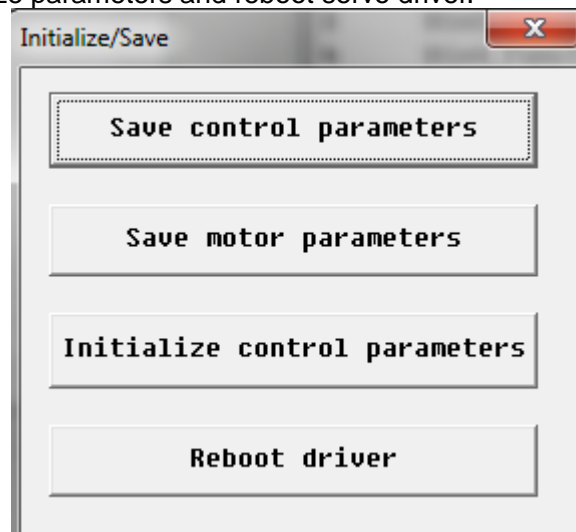 parameters and reboot servo driver.
Initialize/Save
Save control parameters
Save motor parameters
Initialize control parameters
Reboot driver